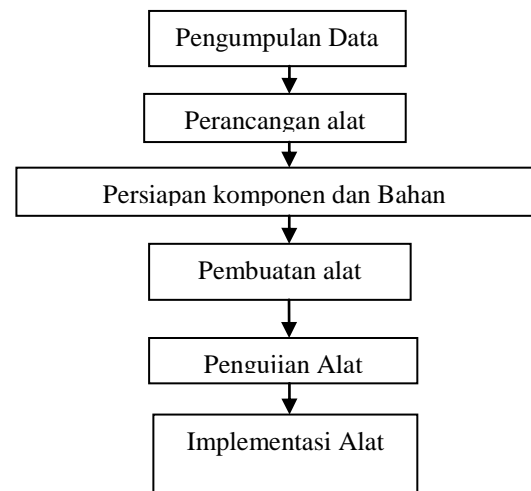 Pengumpulan Data
Perancangan alat
Persiapan komponen dan Bahan
Pembuatan alat
Pengujian Alat
Implementasi Alat